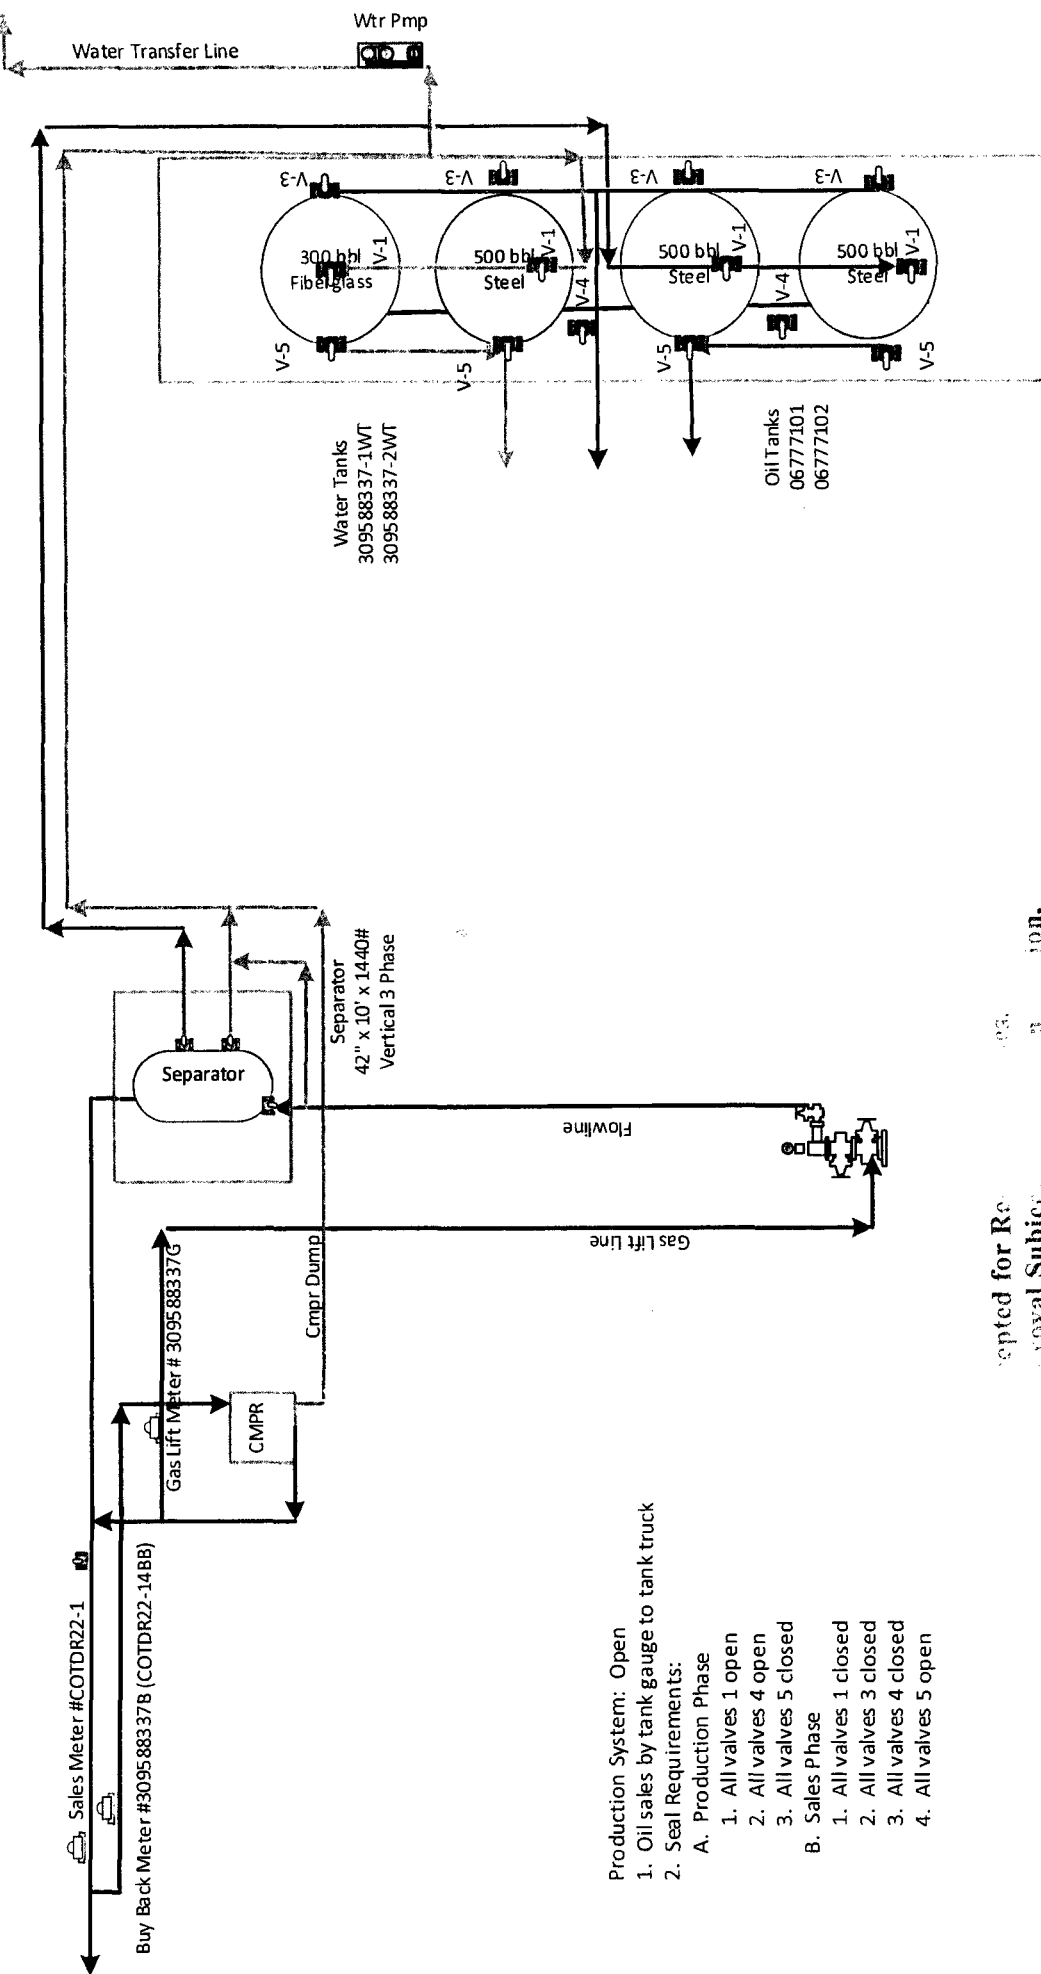 Wtr Pmp
Water Transfer Line
V-3
V-3
V-3
V-3
300 bbl
Fiberglass
V-1
500 bbl
Steel
V-1
500 bbl
Steel
V-1
500 bbl
Steel
V-1
V-4
V-4
V-5
V-5
V-5
V-5
Water Tanks
309588337-1WT
309588337-2WT
Oil Tanks
06777101
06777102
Separator
Separator
42" x 10' x 1440#
Vertical 3 Phase
Flowline
Gas Lift Line
Cmpr Dump
Gas Lift Meter # 309588337G
CMPR
Sales Meter #COTDR22-1
Buy Back Meter #309588337B (COTDR22-14BB)
Production System: Open
1. Oil sales by tank gauge to tank truck
2. Seal Requirements:
A. Production Phase
1. All valves 1 open
2. All valves 4 open
3. All valves 5 closed
B. Sales Phase
1. All valves 1 closed
2. All valves 3 closed
3. All valves 4 closed
4. All valves 5 open
epted for Re